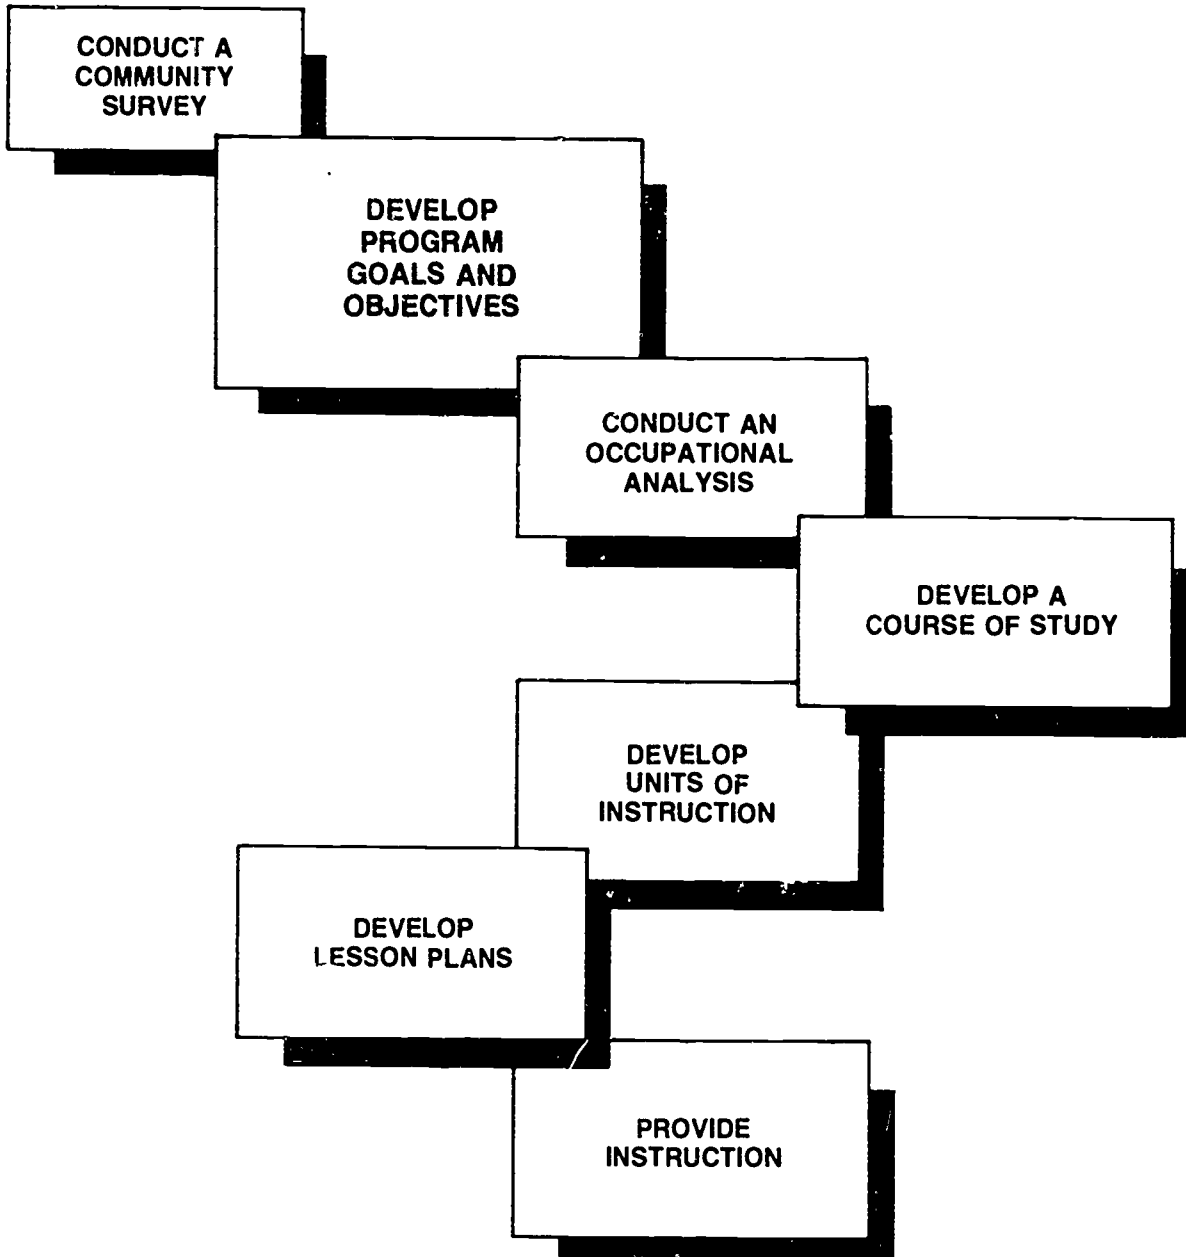 CONDUCT A
COMMUNITY
SURVEY
DEVELOP
PROGRAM
GOALS AND
OBJECTIVES
CONDUCT AN
OCCUPATIONAL
ANALYSIS
DEVELOP A
COURSE OF STUDY
DEVELOP
UNITS OF
INSTRUCTION
DEVELOP
LESSON PLANS
PROVIDE
INSTRUCTION